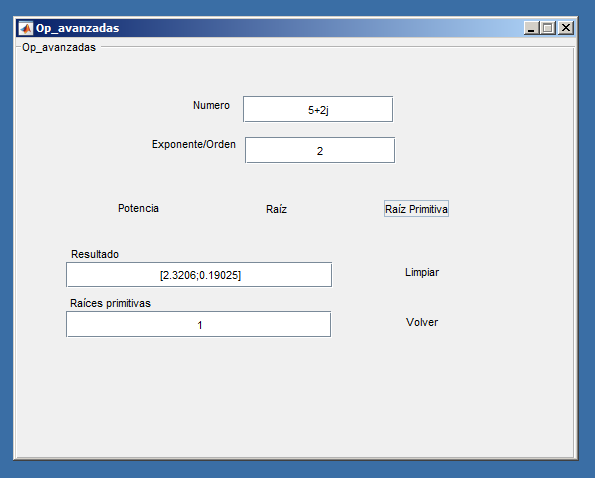 Op_avanzadas
Op_avanzadas
Numero 5+2j
Exponente/Orden 2
Potencia Raíz Raíz Primitiva
Resultado
[2.3206;0.19025] Limpiar
Raíces primitivas
1 Volver